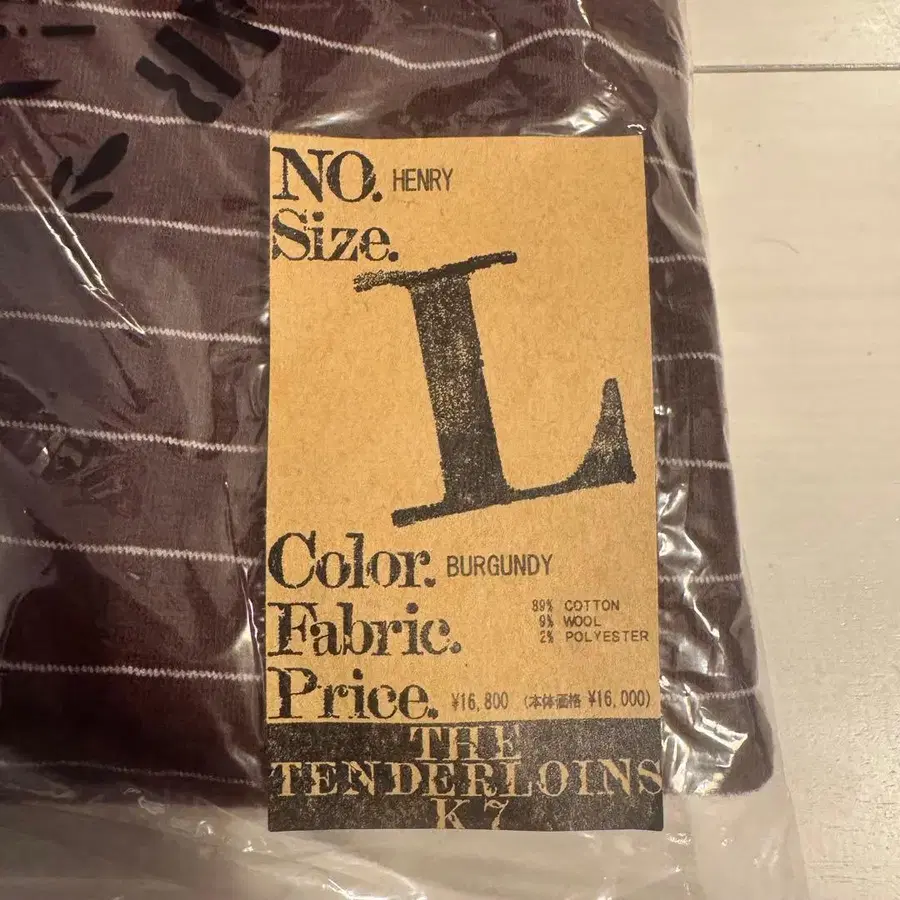 NO. HENRY
Size.
L
Color. BURGUNDY
Fabric. 89% COTTON
9% WOOL
2% POLYESTER
Price. ¥16,800 (本体価格 ¥16,000)
THE
TENDERLOINS
K 7